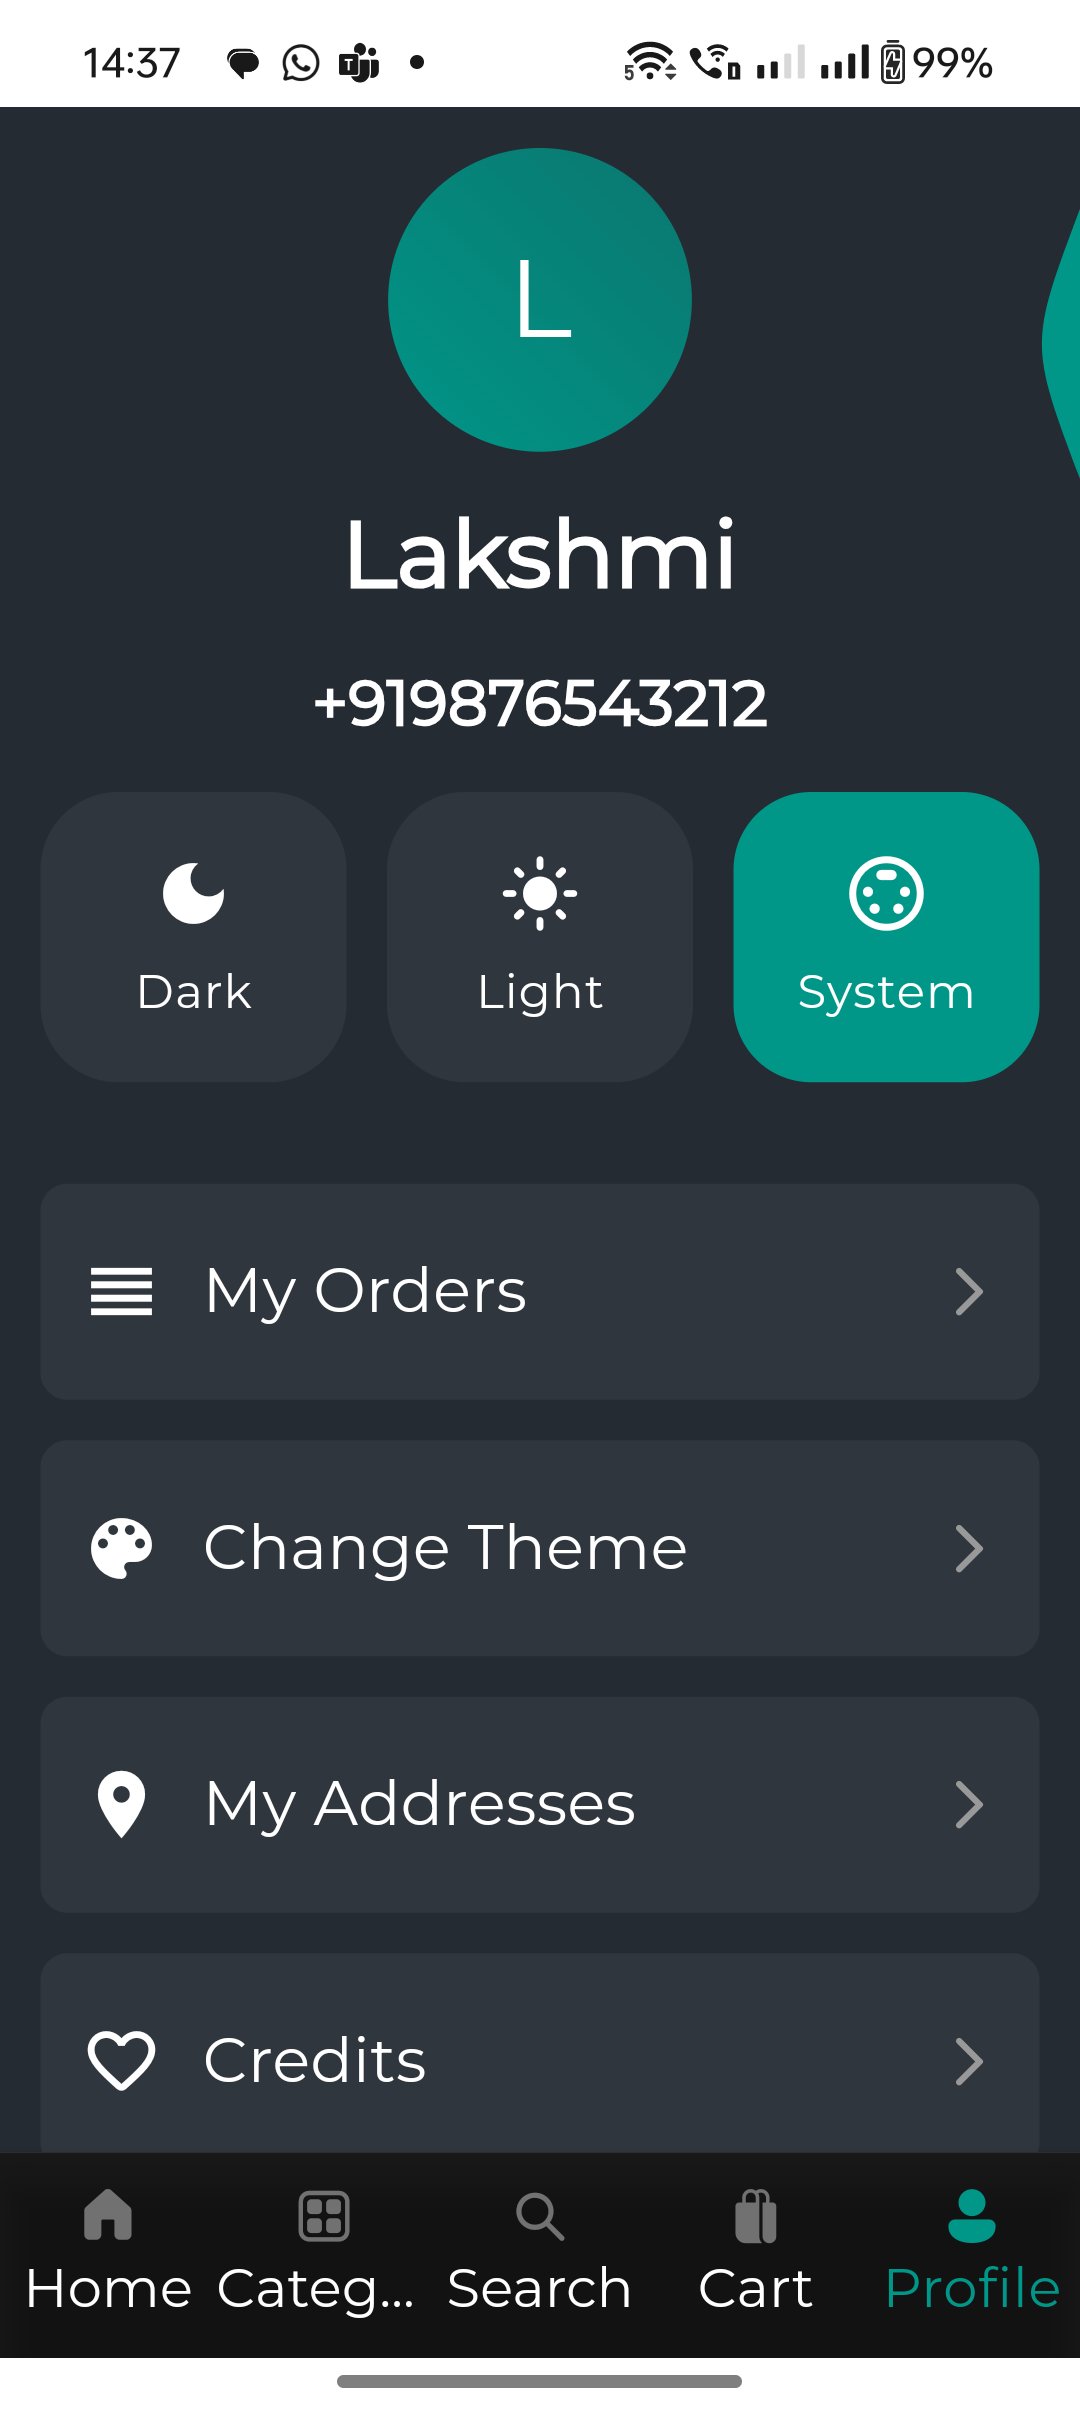 14:37 99%
L
Lakshmi
+919876543212
Dark Light System
My Orders
Change Theme
My Addresses
Credits
Home Categ... Search Cart Profile